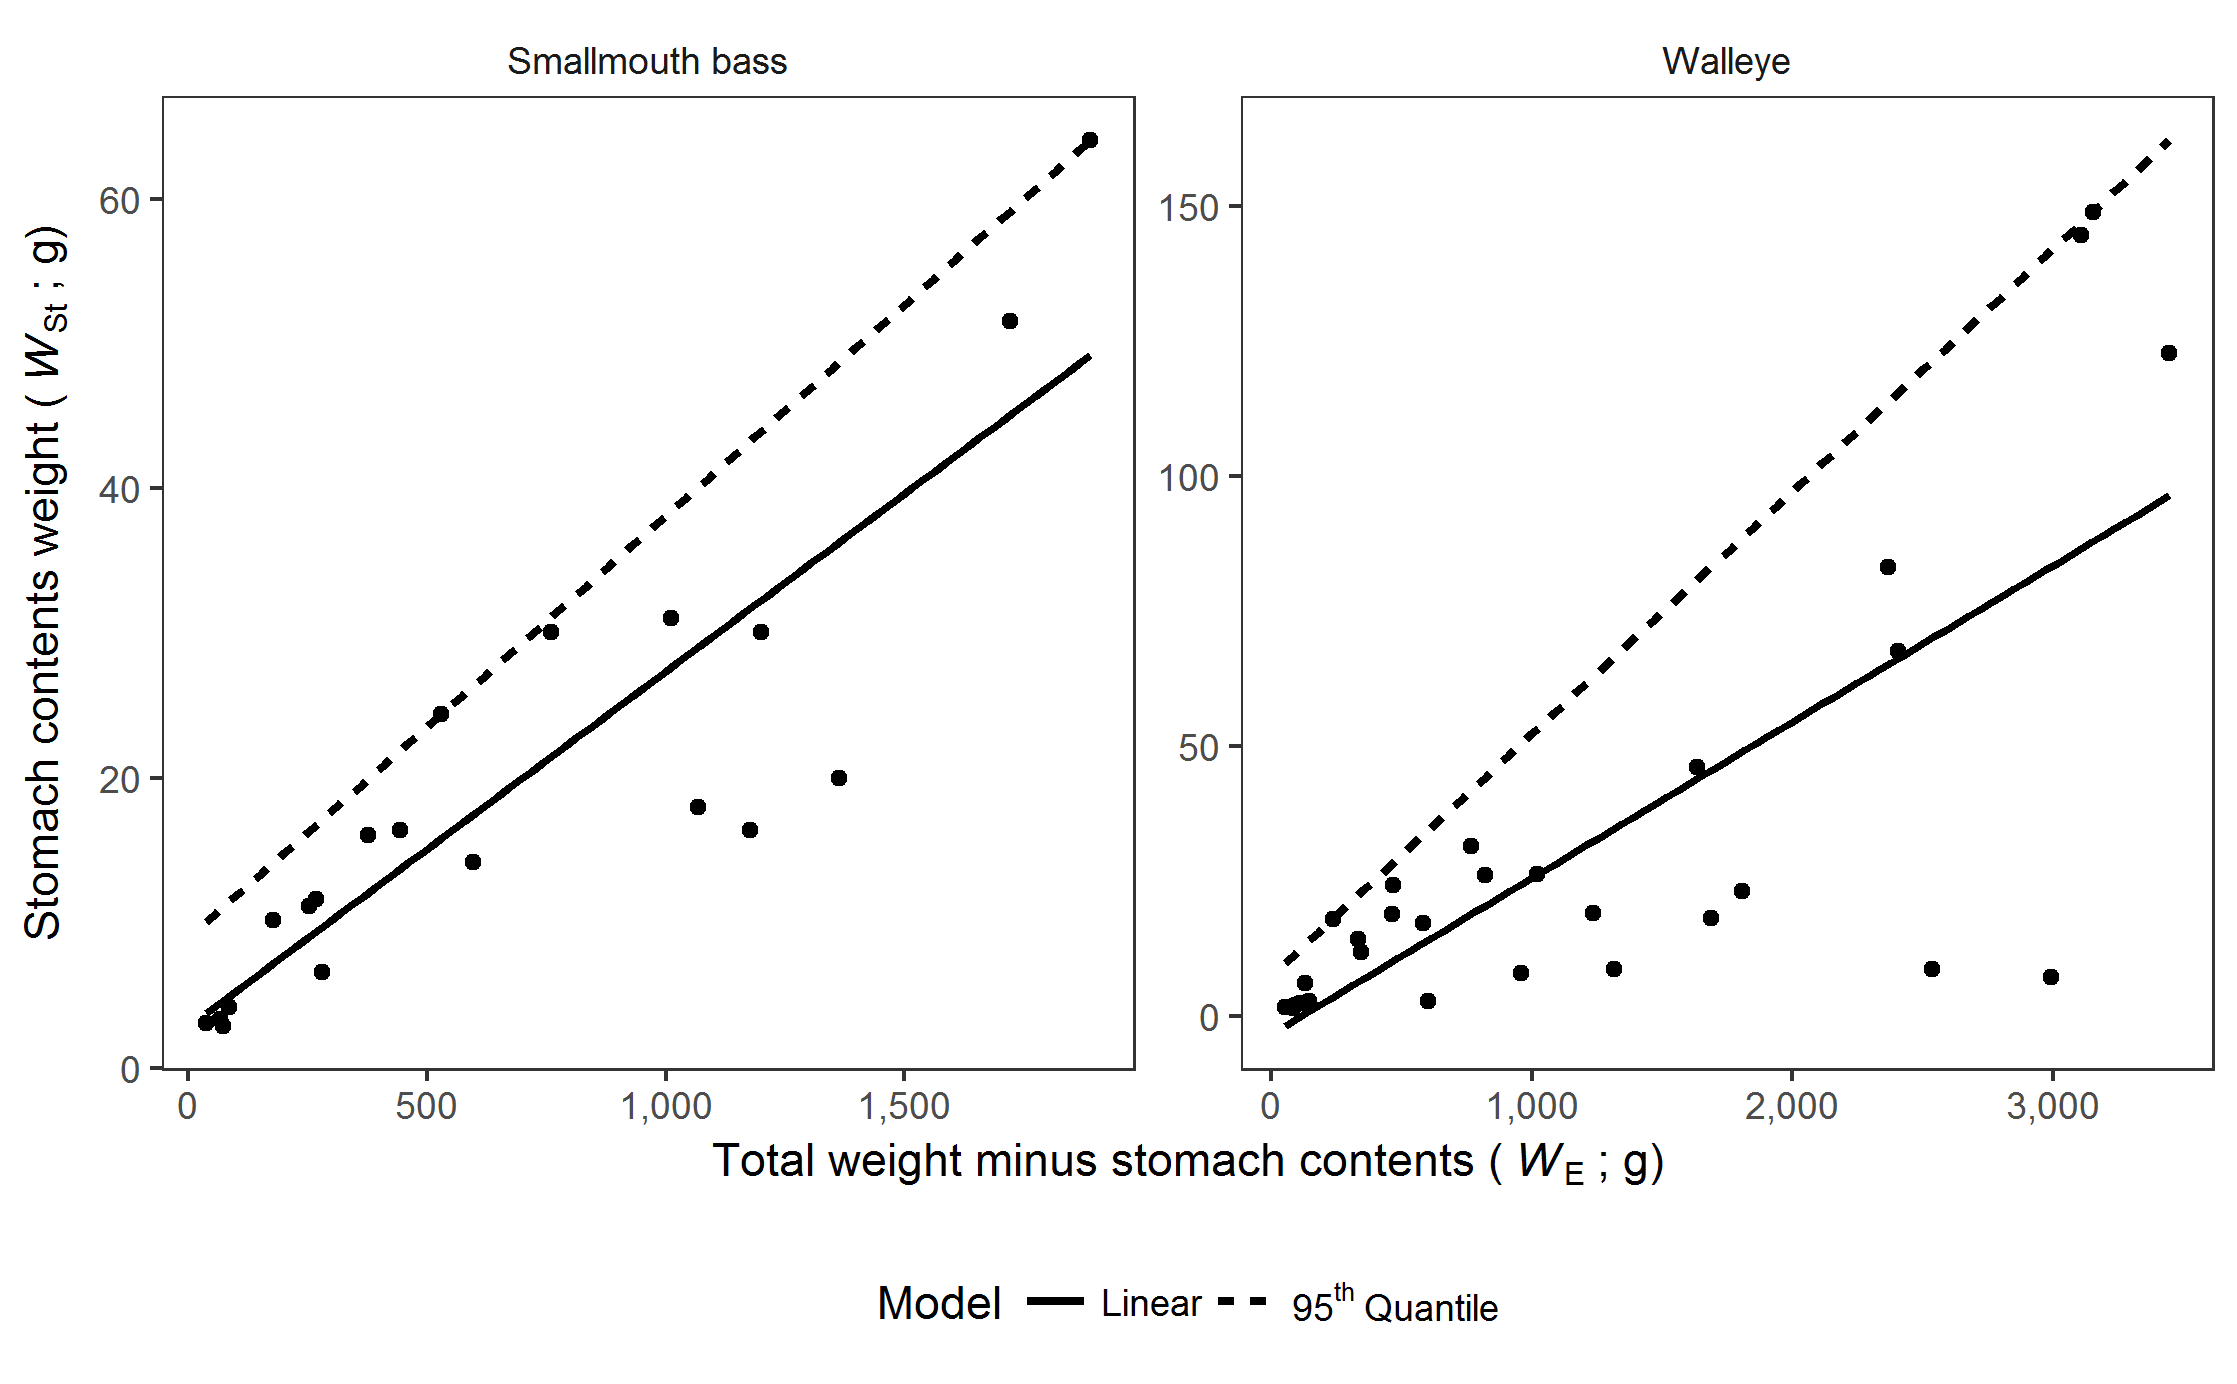 Smallmouth bass
Walleye
Stomach contents weight ( WSt ; g)
60
40
20
0
150
100
50
0
0 500 1,000 1,500
0 1,000 2,000 3,000
Total weight minus stomach contents ( WE ; g)
Model Linear 95th Quantile